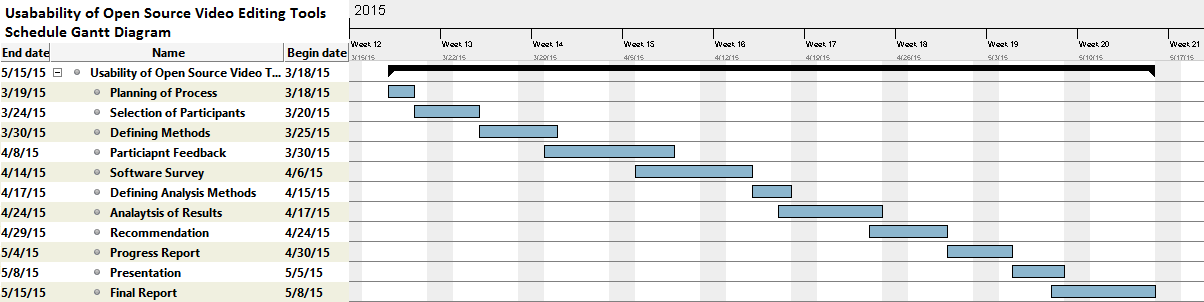 Usabability of Open Source Video Editing Tools
Schedule Gantt Diagram
2015
End date Name Begin date
Week 12 Week 13 Week 14 Week 15 Week 16 Week 17 Week 18 Week 19 Week 20 Week 21
3/15/15 3/22/15 3/29/15 4/5/15 4/12/15 4/19/15 4/26/15 5/3/15 5/10/15 5/17/15
5/15/15 Usability of Open Source Video T... 3/18/15
3/19/15 Planning of Process 3/18/15
3/24/15 Selection of Participants 3/20/15
3/30/15 Defining Methods 3/25/15
4/8/15 Particiapnt Feedback 3/30/15
4/14/15 Software Survey 4/6/15
4/17/15 Defining Analysis Methods 4/15/15
4/24/15 Analaytsis of Results 4/17/15
4/29/15 Recommendation 4/24/15
5/4/15 Progress Report 4/30/15
5/8/15 Presentation 5/5/15
5/15/15 Final Report 5/8/15